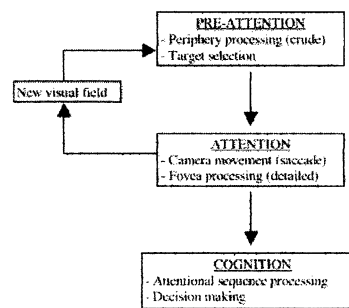 PRE-ATTENTION
- Periphery processing (crude)
- Target selection
New visual field
ATTENTION
- Camera movement (saccade)
- Fovea processing (detailed)
COGNITION
- Attentional sequence processing
- Decision making